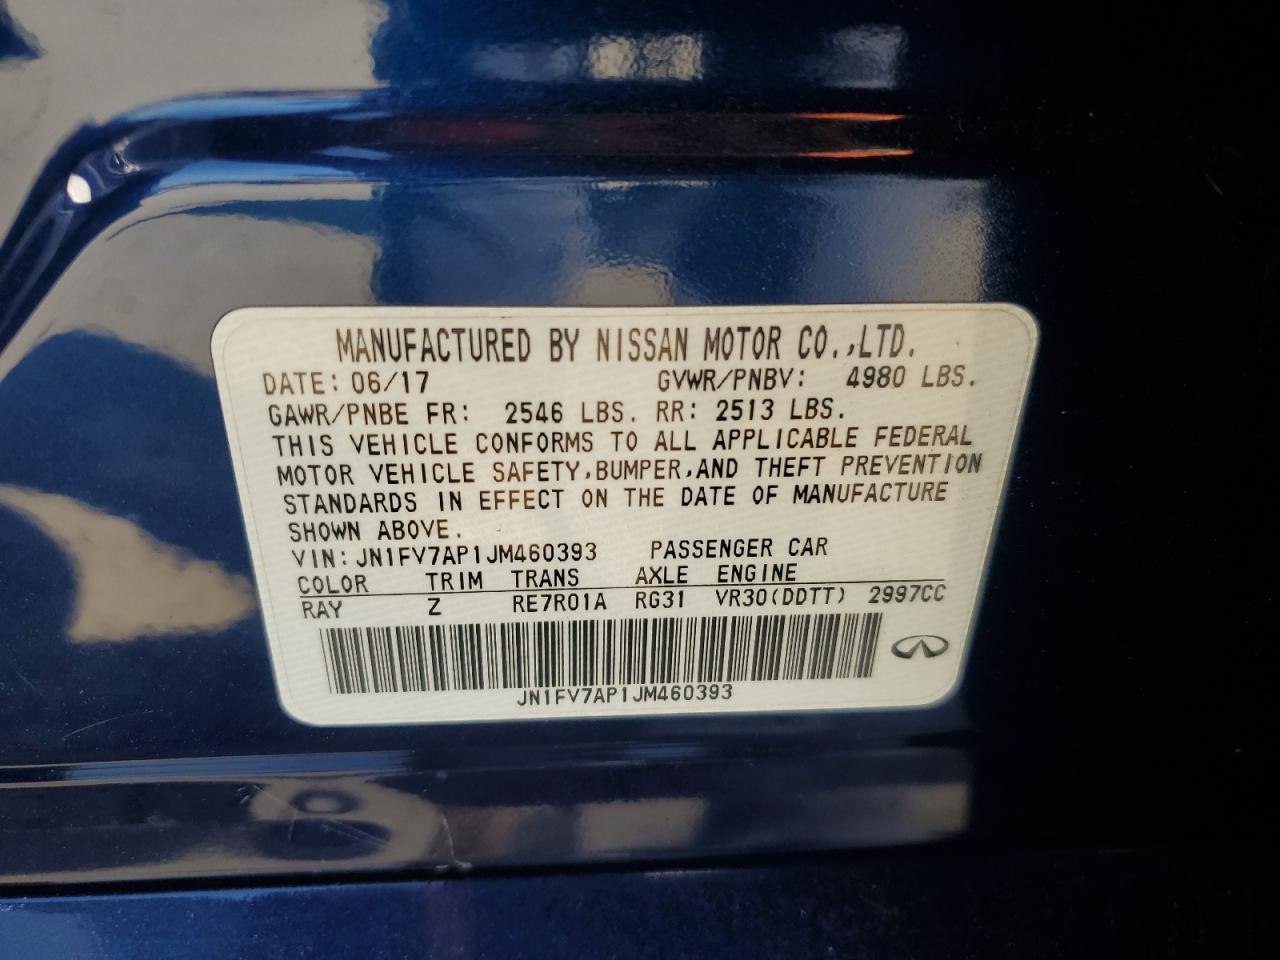 MANUFACTURED BY NISSAN MOTOR CO.,LTD.
DATE: 06/17 GVWR/PNBV: 4980 LBS.
GAWR/PNBE FR: 2546 LBS. RR: 2513 LBS.
THIS VEHICLE CONFORMS TO ALL APPLICABLE FEDERAL
MOTOR VEHICLE SAFETY,BUMPER,AND THEFT PREVENTION
STANDARDS IN EFFECT ON THE DATE OF MANUFACTURE
SHOWN ABOVE.
VIN: JN1FV7AP1JM460393 PASSENGER CAR
COLOR TRIM TRANS AXLE ENGINE
RAY Z RE7R01A RG31 VR30(DDTT) 2997CC
JN1FV7AP1JM460393